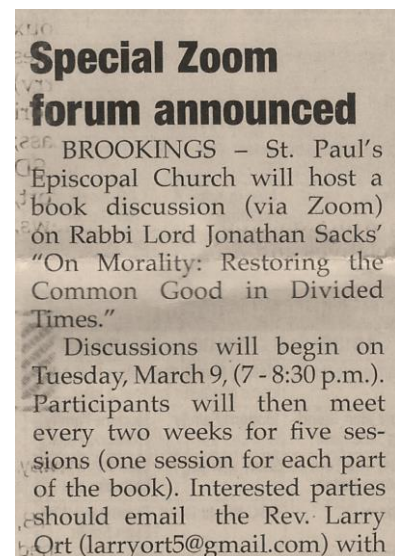 Special Zoom
forum announced
BROOKINGS – St. Paul's
Episcopal Church will host a
book discussion (via Zoom)
on Rabbi Lord Jonathan Sacks'
"On Morality: Restoring the
Common Good in Divided
Times."
Discussions will begin on
Tuesday, March 9, (7 - 8:30 p.m.).
Participants will then meet
every two weeks for five ses-
sions (one session for each part
of the book). Interested parties
should email the Rev. Larry
Ort (larryort5@gmail.com) with